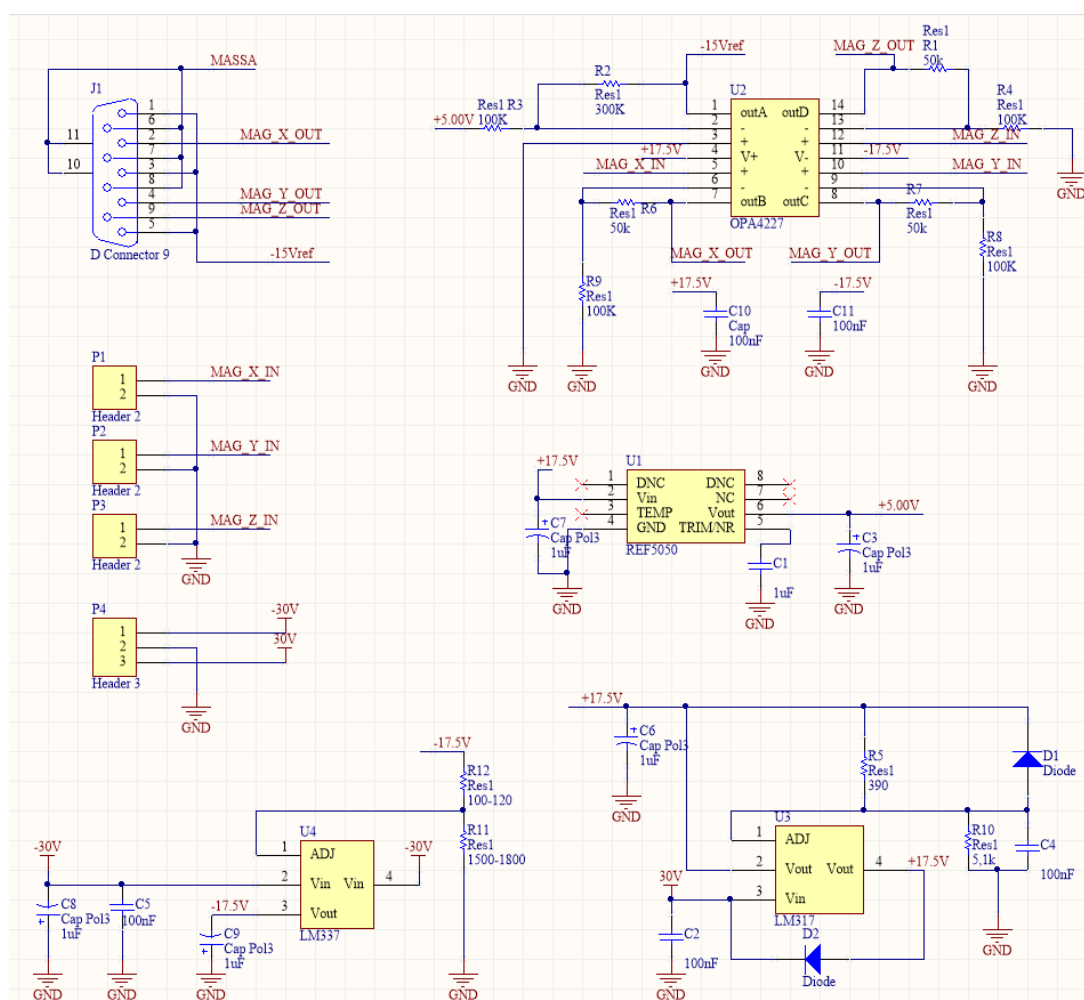 MASSA
J1
1
6
2
7
3
8
4
9
5
11
10
MAG_X_OUT
MAG_Y_OUT
MAG_Z_OUT
-15Vref
D Connector 9
-15Vref
MAG_Z_OUT
Res1
R1
50k
R2
Res1
300K
U2
Res1 R3
100K
+5.00V
R4
Res1
100K
1 outA outD 14
2 - - 13
3 + + 12
4 V+ V- 11
5 + + 10
6 - - 9
7 outB outC 8
OPA4227
MAG_Z_IN
+17.5V
-17.5V
MAG_X_IN
MAG_Y_IN
GND
R6
Res1
50k
R7
Res1
50k
MAG_X_OUT
MAG_Y_OUT
R8
Res1
100K
R9
Res1
100K
+17.5V
C10
Cap
100nF
-17.5V
C11
100nF
GND
GND
GND
GND
GND
P1
1
2
Header 2
MAG_X_IN
P2
1
2
Header 2
MAG_Y_IN
P3
1
2
Header 2
MAG_Z_IN
GND
P4
1
2
3
Header 3
-30V
30V
GND
+17.5V
U1
1 DNC DNC 8
2 Vin NC 7
3 TEMP Vout 6
4 GND TRIM/NR 5
REF5050
+5.00V
C7
Cap Pol3
1uF
C1
1uF
C3
Cap Pol3
1uF
GND
GND
GND
-17.5V
R12
Res1
100-120
R11
Res1
1500-1800
U4
1 ADJ
2 Vin Vin 4
3 Vout
LM337
-30V
-30V
-17.5V
C8
Cap Pol3
1uF
C5
100nF
C9
Cap Pol3
1uF
GND
GND
GND
GND
+17.5V
C6
Cap Pol3
1uF
GND
R5
Res1
390
D1
Diode
U3
1 ADJ
2 Vout Vout 4
3 Vin
LM317
+17.5V
R10
Res1
5,1k
C4
100nF
GND
30V
C2
100nF
D2
Diode
GND